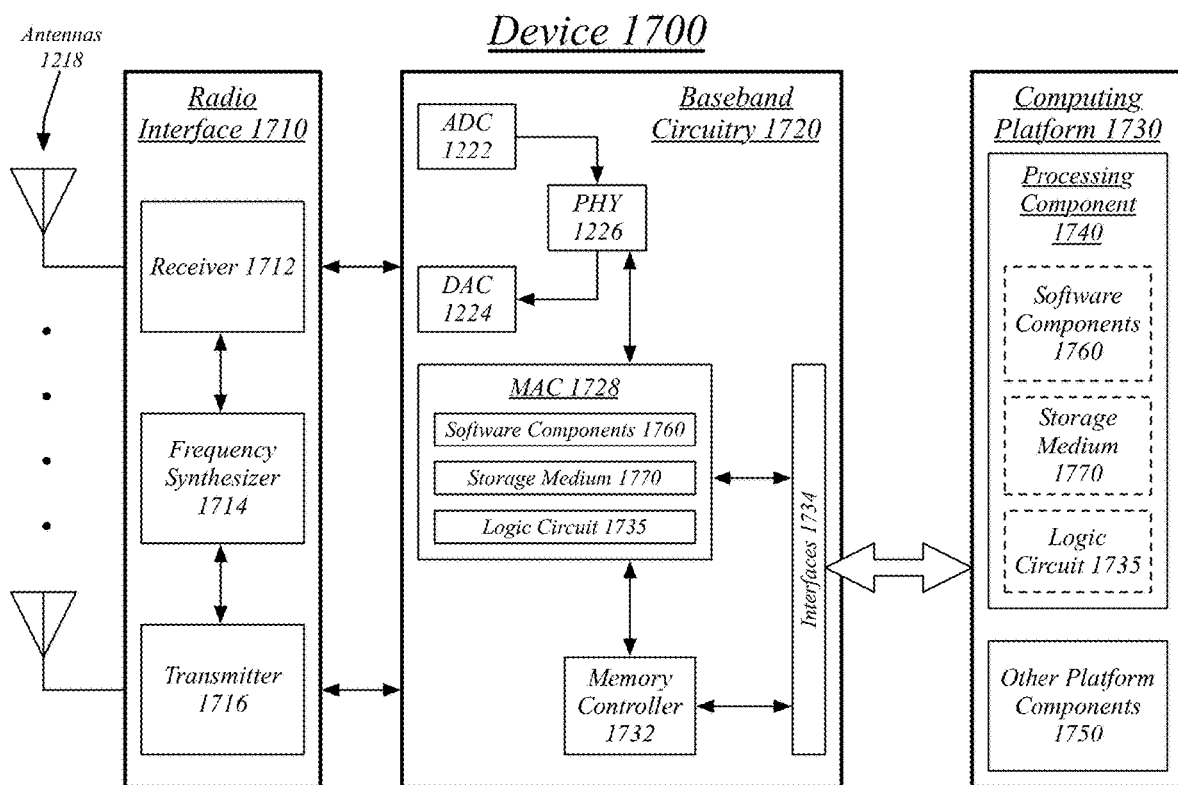 Device 1700
Antennas
1218
Radio
Interface 1710
Receiver 1712
Frequency
Synthesizer
1714
Transmitter
1716
Baseband
Circuitry 1720
ADC
1222
PHY
1226
DAC
1224
MAC 1728
Software Components 1760
Storage Medium 1770
Logic Circuit 1735
Interfaces 1734
Memory
Controller
1732
Computing
Platform 1730
Processing
Component
1740
Software
Components
1760
Storage
Medium
1770
Logic
Circuit 1735
Other Platform
Components
1750